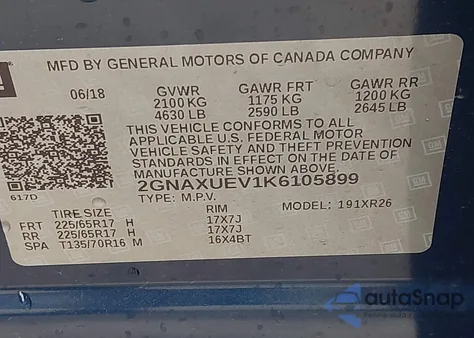 MFD BY GENERAL MOTORS OF CANADA COMPANY
06/18 GVWR GAWR FRT GAWR RR
2100 KG 1175 KG 1200 KG
4630 LB 2590 LB 2645 LB
THIS VEHICLE CONFORMS TO ALL
APPLICABLE U.S. FEDERAL MOTOR
VEHICLE SAFETY AND THEFT PREVENTION
STANDARDS IN EFFECT ON THE DATE OF
MANUFACTURE SHOWN ABOVE.
617D 2GNAXUEV1K6105899
TYPE: M.P.V. MODEL: 191XR26
TIRE SIZE RIM
FRT 225/65R17 H 17X7J
RR 225/65R17 H 17X7J
SPA T135/70R16 M 16X4BT
autoSnap